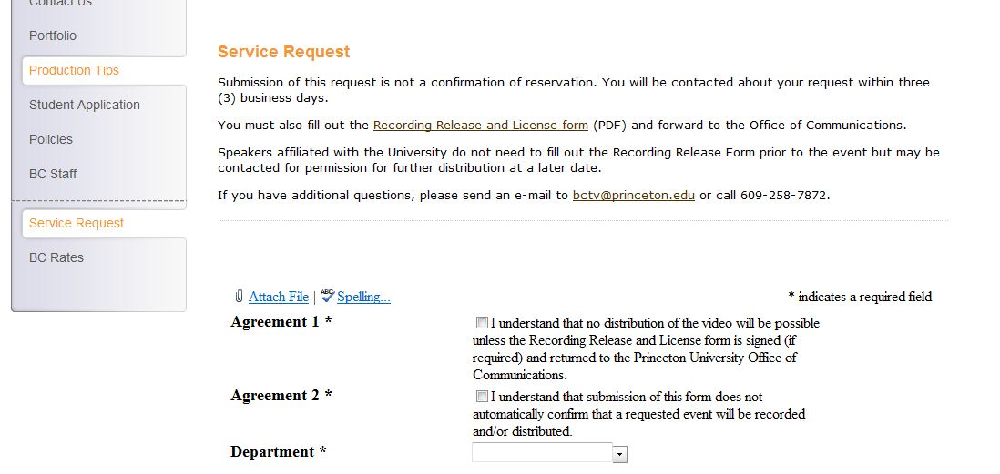 Contact Us
Portfolio
Production Tips
Student Application
Policies
BC Staff
Service Request
BC Rates
Service Request
Submission of this request is not a confirmation of reservation. You will be contacted about your request within three
(3) business days.
You must also fill out the Recording Release and License form (PDF) and forward to the Office of Communications.
Speakers affiliated with the University do not need to fill out the Recording Release Form prior to the event but may be
contacted for permission for further distribution at a later date.
If you have additional questions, please send an e-mail to bctv@princeton.edu or call 609-258-7872.
Attach File | ABC Spelling...
* indicates a required field
Agreement 1 *
I understand that no distribution of the video will be possible
unless the Recording Release and License form is signed (if
required) and returned to the Princeton University Office of
Communications.
Agreement 2 *
I understand that submission of this form does not
automatically confirm that a requested event will be recorded
and/or distributed.
Department *